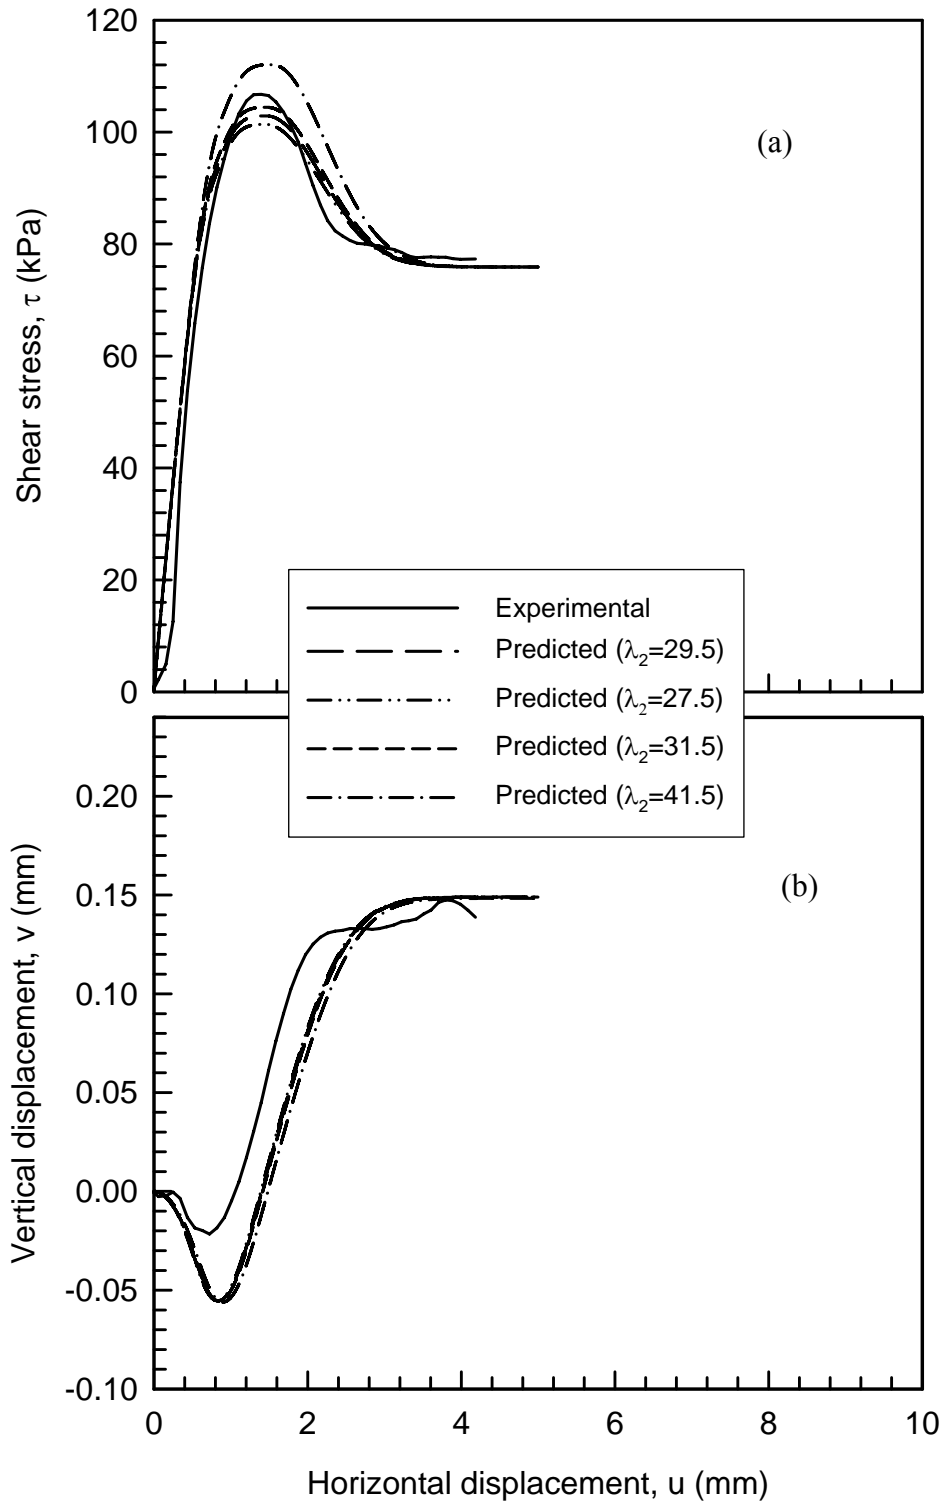 120
100
80
60
40
20
0
Shear stress, τ (kPa)
(a)
Experimental
Predicted (λ2=29.5)
Predicted (λ2=27.5)
Predicted (λ2=31.5)
Predicted (λ2=41.5)
0.20
0.15
0.10
0.05
0.00
-0.05
-0.10
Vertical displacement, v (mm)
(b)
0 2 4 6 8 10
Horizontal displacement, u (mm)